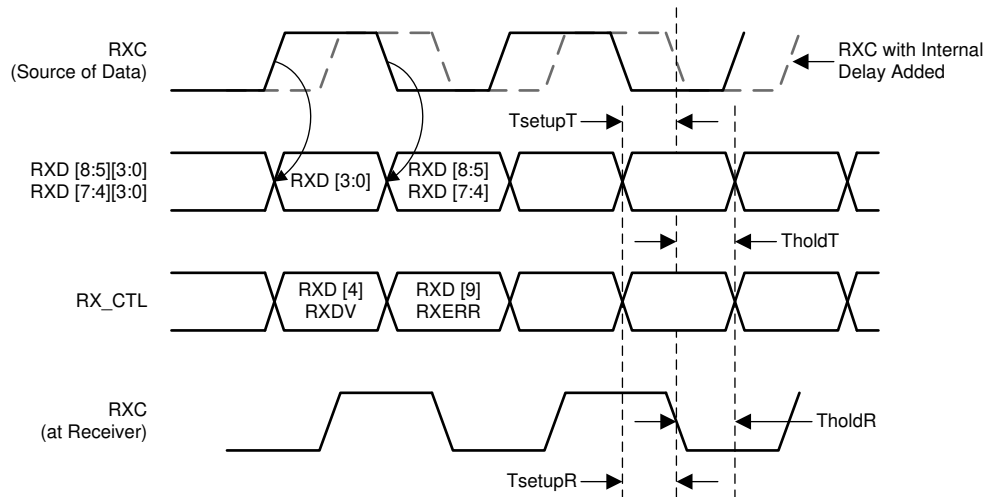 RXC
(Source of Data)
RXC with Internal
Delay Added
TsetupT
RXD [8:5][3:0]
RXD [7:4][3:0]
RXD [3:0]
RXD [8:5]
RXD [7:4]
TholdT
RX_CTL
RXD [4]
RXDV
RXD [9]
RXERR
RXC
(at Receiver)
TholdR
TsetupR